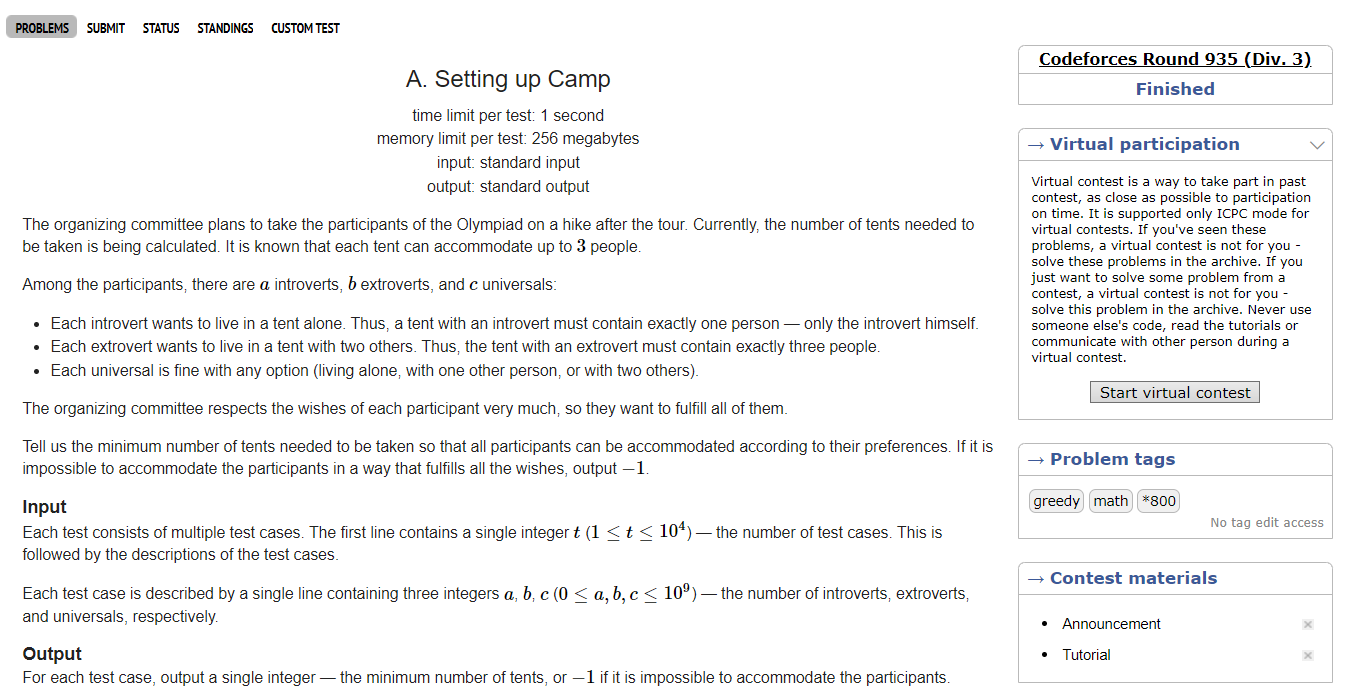 PROBLEMS SUBMIT STATUS STANDINGS CUSTOM TEST
A. Setting up Camp
time limit per test: 1 second
memory limit per test: 256 megabytes
input: standard input
output: standard output
The organizing committee plans to take the participants of the Olympiad on a hike after the tour. Currently, the number of tents needed to
be taken is being calculated. It is known that each tent can accommodate up to 3 people.
Among the participants, there are a introverts, b extroverts, and c universals:
• Each introvert wants to live in a tent alone. Thus, a tent with an introvert must contain exactly one person — only the introvert himself.
• Each extrovert wants to live in a tent with two others. Thus, the tent with an extrovert must contain exactly three people.
• Each universal is fine with any option (living alone, with one other person, or with two others).
The organizing committee respects the wishes of each participant very much, so they want to fulfill all of them.
Tell us the minimum number of tents needed to be taken so that all participants can be accommodated according to their preferences. If it is
impossible to accommodate the participants in a way that fulfills all the wishes, output −1.
Input
Each test consists of multiple test cases. The first line contains a single integer t (1 ≤ t ≤ 10⁴) — the number of test cases. This is
followed by the descriptions of the test cases.
Each test case is described by a single line containing three integers a, b, c (0 ≤ a, b, c ≤ 10⁹) — the number of introverts, extroverts,
and universals, respectively.
Output
For each test case, output a single integer — the minimum number of tents, or −1 if it is impossible to accommodate the participants.
Codeforces Round 935 (Div. 3)
Finished
→ Virtual participation
Virtual contest is a way to take part in past
contest, as close as possible to participation
on time. It is supported only ICPC mode for
virtual contests. If you've seen these
problems, a virtual contest is not for you -
solve these problems in the archive. If you
just want to solve some problem from a
contest, a virtual contest is not for you -
solve this problem in the archive. Never use
someone else's code, read the tutorials or
communicate with other person during a
virtual contest.
Start virtual contest
→ Problem tags
greedy math *800
No tag edit access
→ Contest materials
• Announcement
• Tutorial